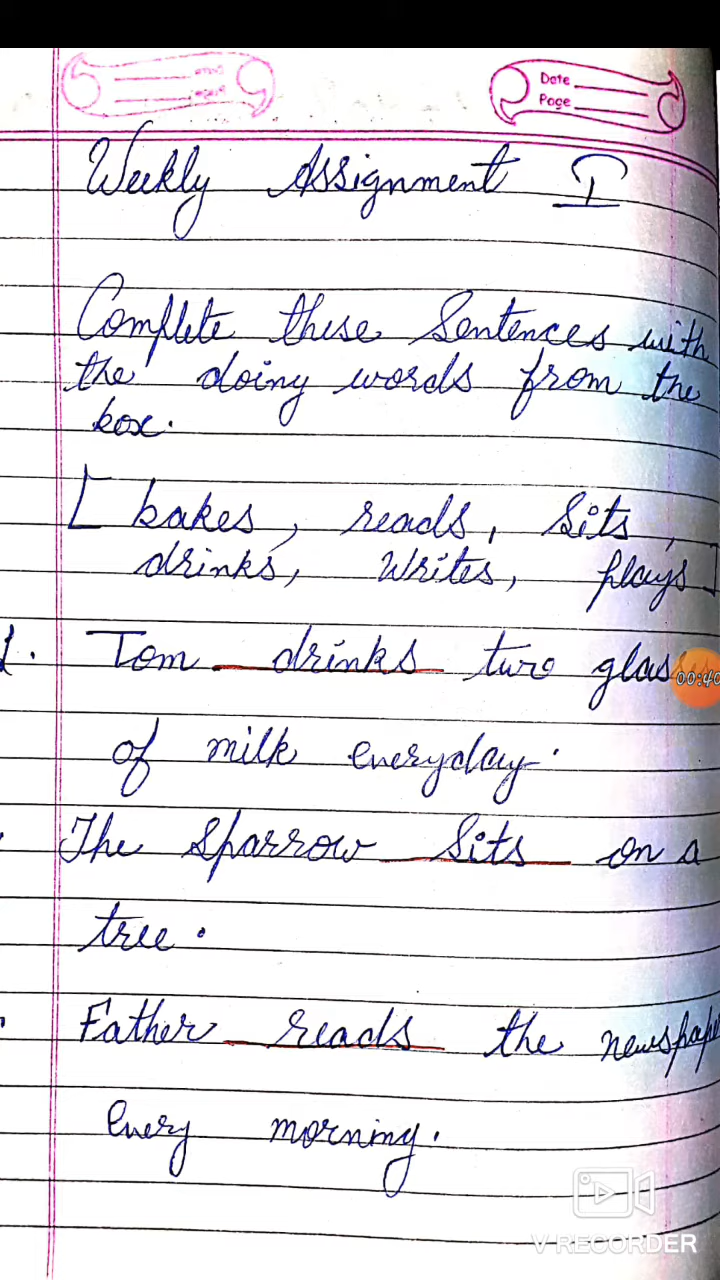 Date
Page
Weekly Assignment I
Complete these Sentences with
the doing words from the
box.
[ bakes, reads, Sits,
drinks, Writes, plays ]
1. Tom drinks two glas
00:40
of milk everyday.
The Sparrow Sits on a
tree.
Father reads the newspape
every morning.
V RECORDER